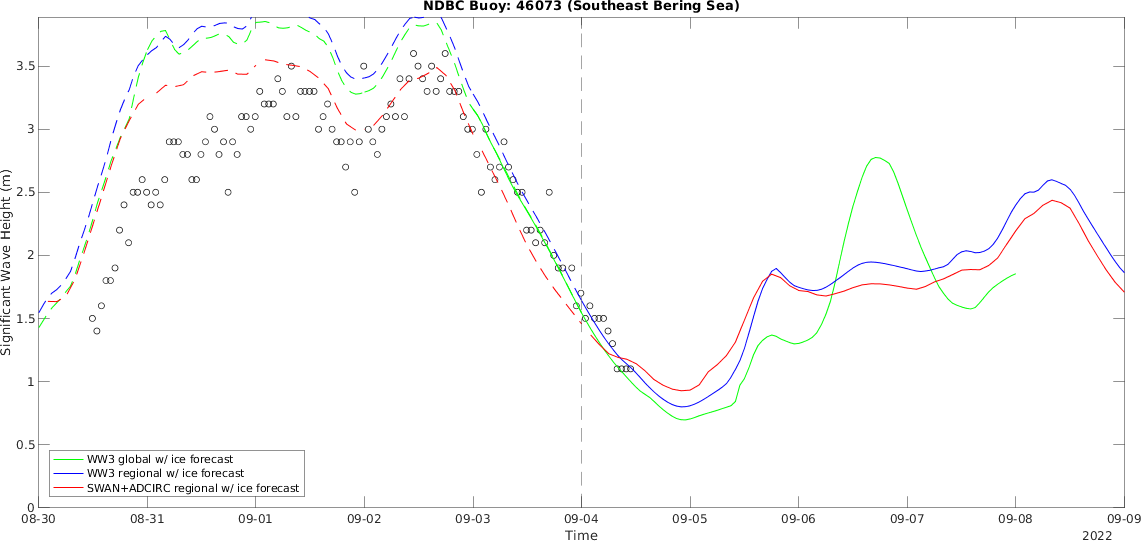 NDBC Buoy: 46073 (Southeast Bering Sea)
Significant Wave Height (m)
3.5
3
2.5
2
1.5
1
0.5
0
WW3 global w/ ice forecast
WW3 regional w/ ice forecast
SWAN+ADCIRC regional w/ ice forecast
08-30 08-31 09-01 09-02 09-03 09-04 09-05 09-06 09-07 09-08 09-09
Time
2022